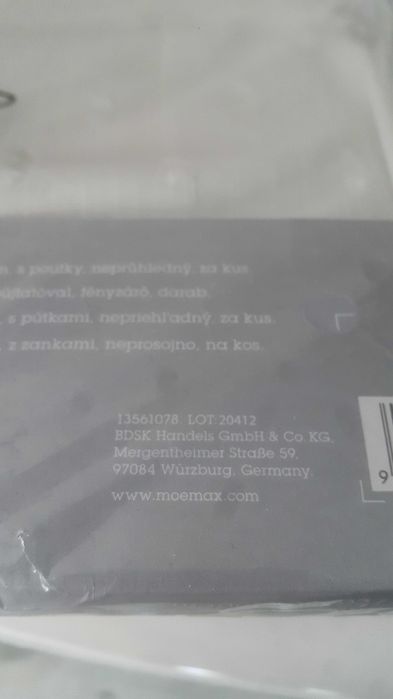 s poutky, neprůhledný, za kus.
fényzáró, darab.
s pútkami, nepriehľadný, za kus.
z zankami, neprosojno, na kos.
13561078 LOT:20412
BDSK Handels GmbH & Co. KG,
Mergentheimer Straße 59,
97084 Würzburg, Germany.
www.moemax.com
9